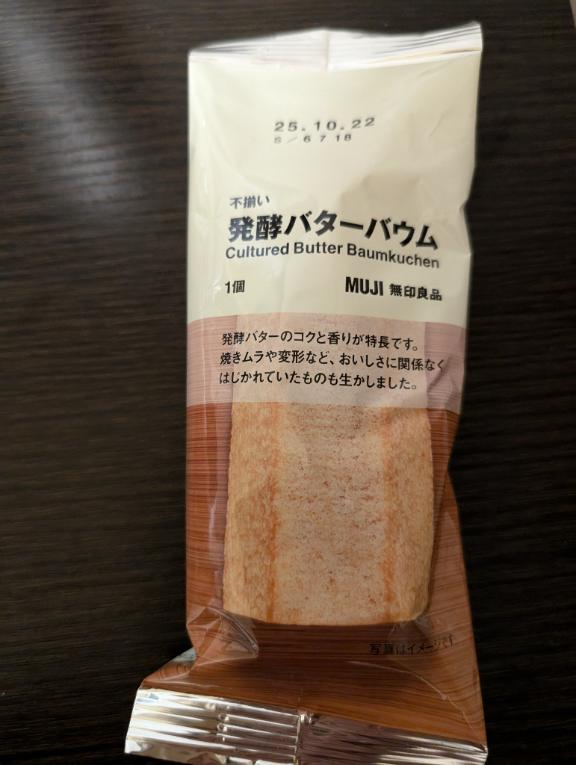 25.10.22
S/6718
不揃い
発酵バターバウム
Cultured Butter Baumkuchen
1個 MUJI 無印良品
発酵バターのコクと香りが特長です。
焼きムラや変形など、おいしさに関係なく
はじかれていたものも生かしました。
写真はイメージです